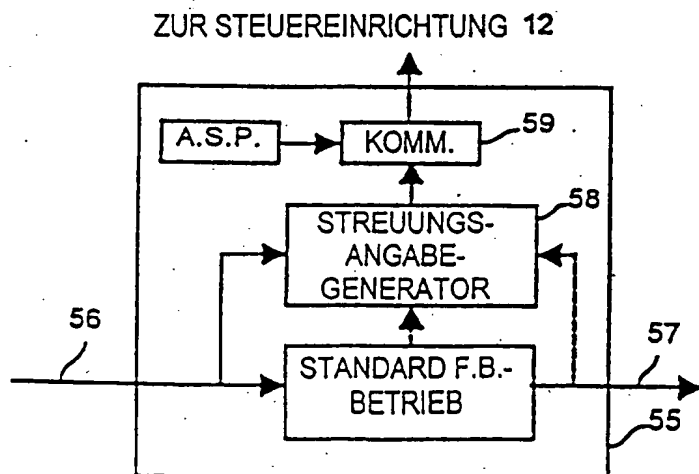 ZUR STEUEREINRICHTUNG 12
A.S.P.
KOMM.
59
STREUUNGS-
ANGABE-
GENERATOR
58
56
STANDARD F.B.-
BETRIEB
57
55